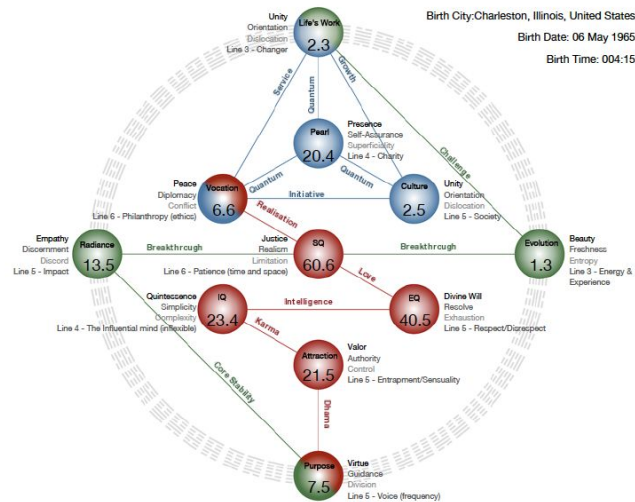 Birth City:Charleston, Illinois, United States
Birth Date: 06 May 1965
Birth Time: 004:15
Unity
Orientation
Dislocation
Line 3 - Changer
Life's Work
2.3
Service
Quantum
Growth
Challenge
Pearl
20.4
Presence
Self-Assurance
Superficiality
Line 4 - Charity
Quantum
Quantum
Peace
Diplomacy
Conflict
Line 6 - Philanthropy (ethics)
Vocation
6.6
Initiative
Culture
2.5
Unity
Orientation
Dislocation
Line 5 - Society
Realisation
Empathy
Discernment
Discord
Line 5 - Impact
Radiance
13.5
Breakthrough
Justice
Realism
Limitation
Line 6 - Patience (time and space)
SQ
60.6
Breakthrough
Evolution
1.3
Beauty
Freshness
Entropy
Line 3 - Energy &
Experience
Love
Quintessence
Simplicity
Complexity
Line 4 - The Influential mind (inflexible)
IQ
23.4
Intelligence
EQ
40.5
Divine Will
Resolve
Exhaustion
Line 5 - Respect/Disrespect
Karma
Attraction
21.5
Valor
Authority
Control
Line 5 - Entrapment/Sensuality
Core Stability
Dharma
Purpose
7.5
Virtue
Guidance
Division
Line 5 - Voice (frequency)